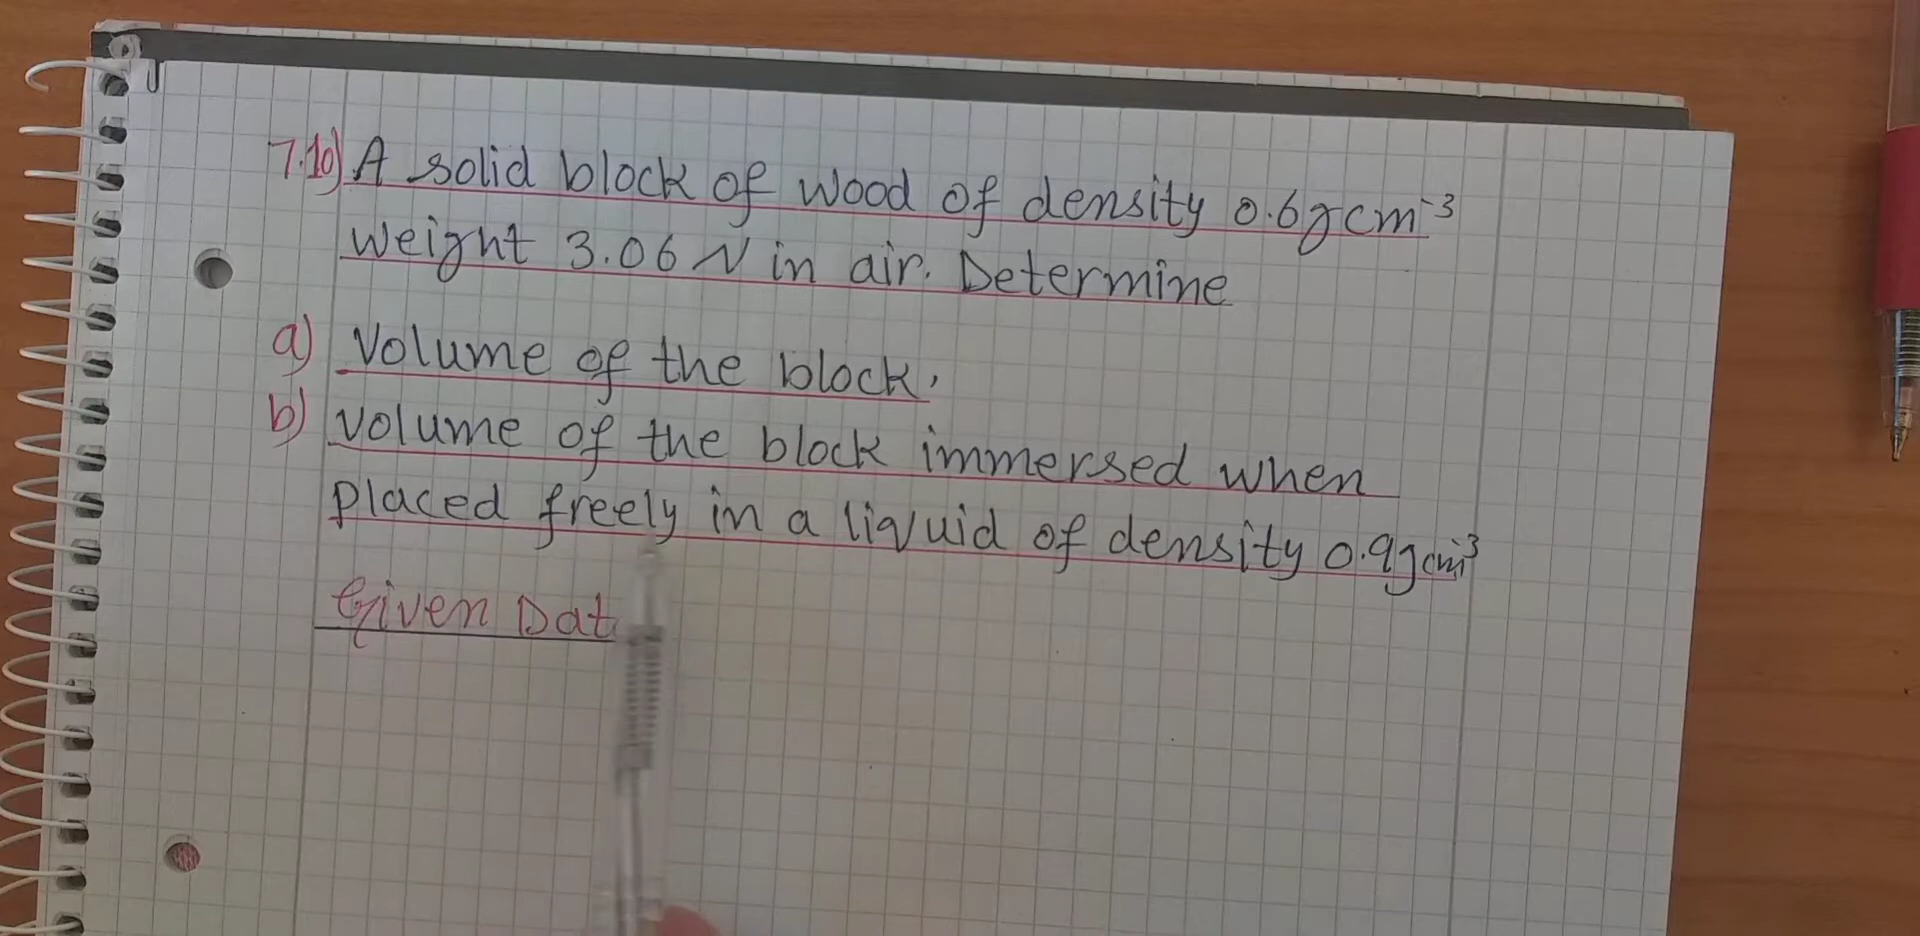 7.10) A solid block of wood of density 0.6gcm⁻³
weight 3.06 N in air. Determine
a) Volume of the block.
b) volume of the block immersed when
placed freely in a liquid of density 0.9gcm⁻³
Given Dat